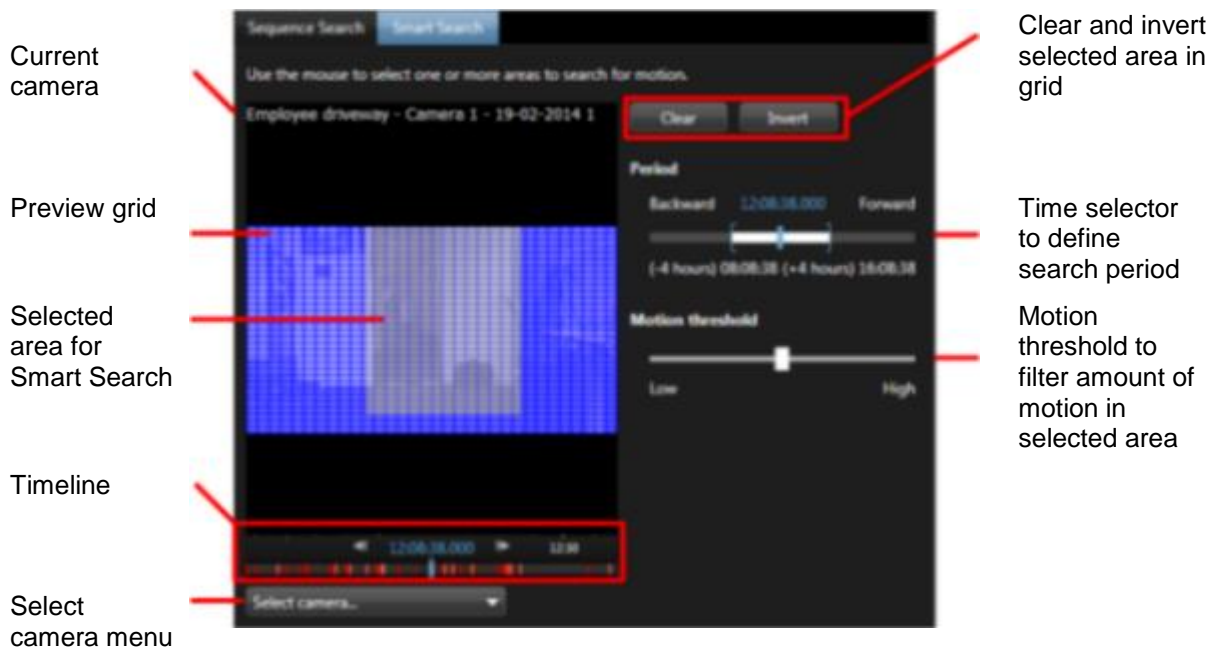 Current
camera
Preview grid
Selected
area for
Smart Search
Timeline
Select
camera menu
Sequence Search Smart Search
Use the mouse to select one or more areas to search for motion.
Employee driveway - Camera 1 - 19-02-2014 1
Clear Invert
Period
Backward 12:08:38.000 Forward
(-4 hours) 08:08:38 (+4 hours) 16:08:38
Motion threshold
Low High
12:08:38.000 12:10
Select camera...
Clear and invert
selected area in
grid
Time selector
to define
search period
Motion
threshold to
filter amount of
motion in
selected area